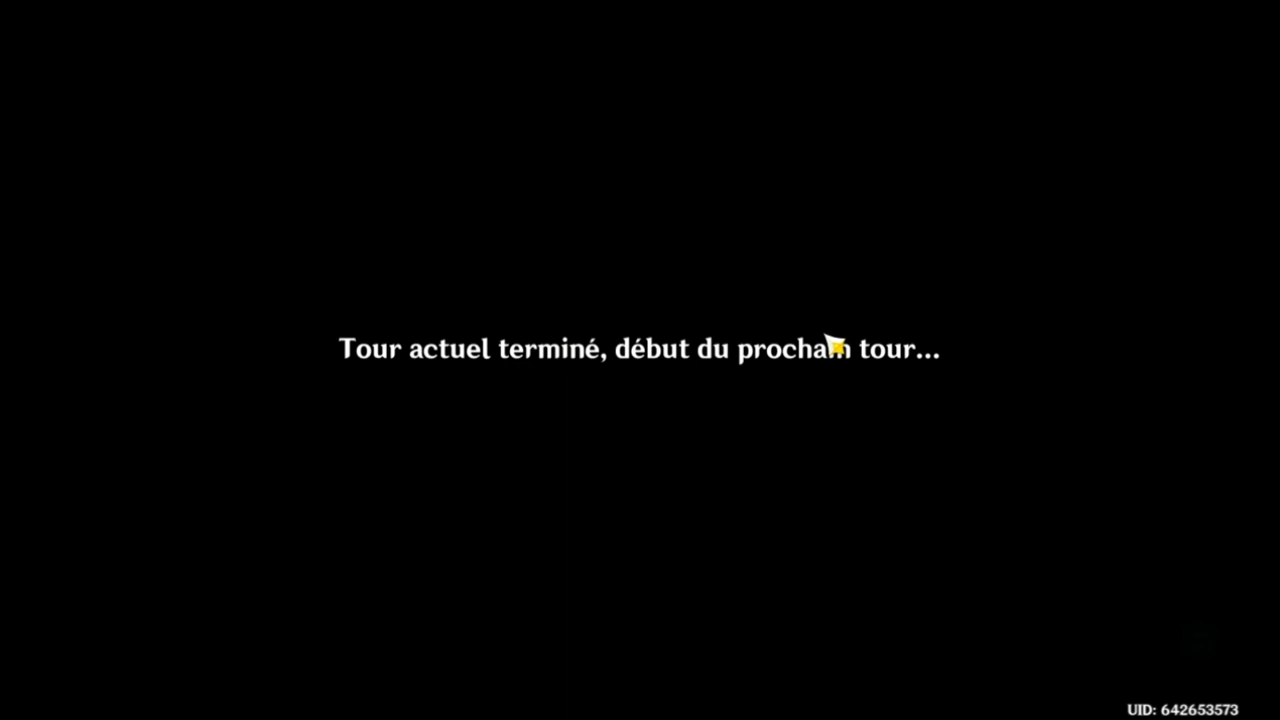 Tour actuel terminé, début du prochain tour...
UID: 642653573